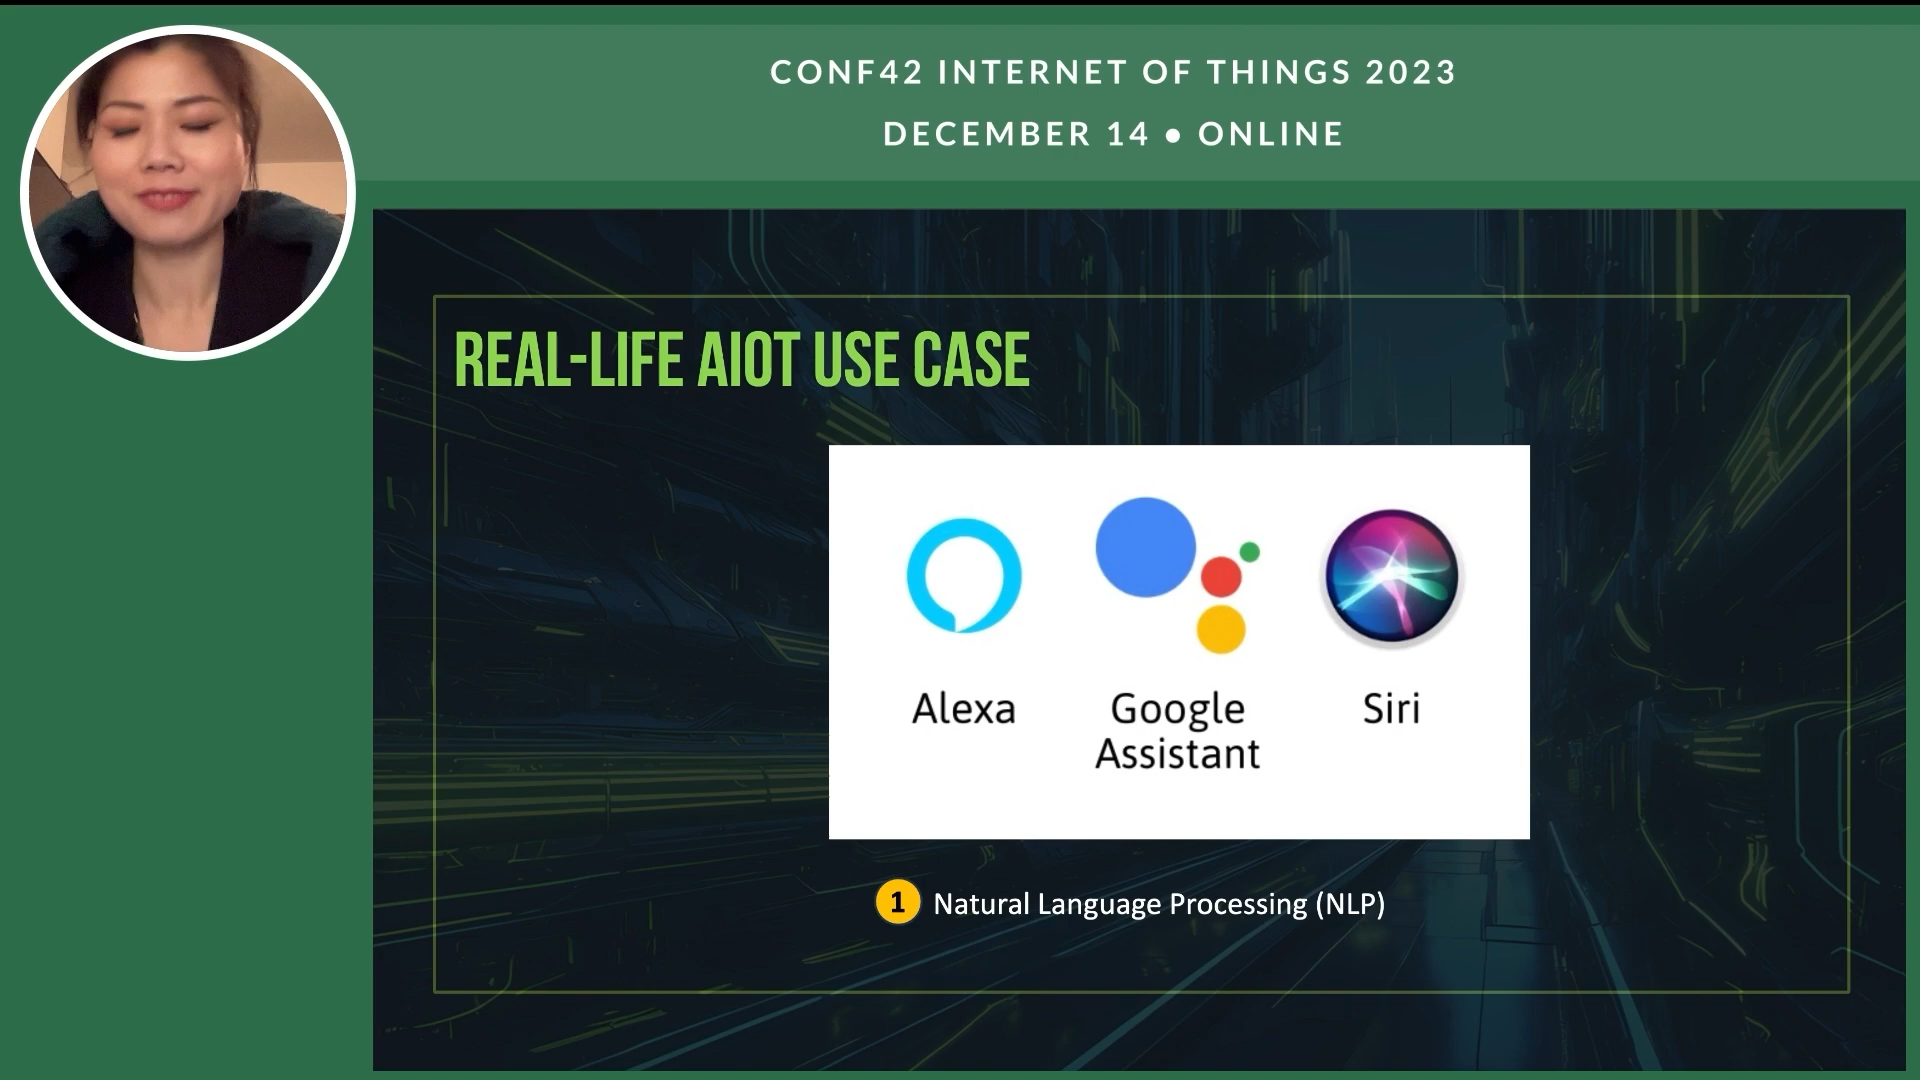 CONF42 INTERNET OF THINGS 2023
DECEMBER 14 • ONLINE
REAL-LIFE AIOT USE CASE
Alexa
Google
Assistant
Siri
1 Natural Language Processing (NLP)